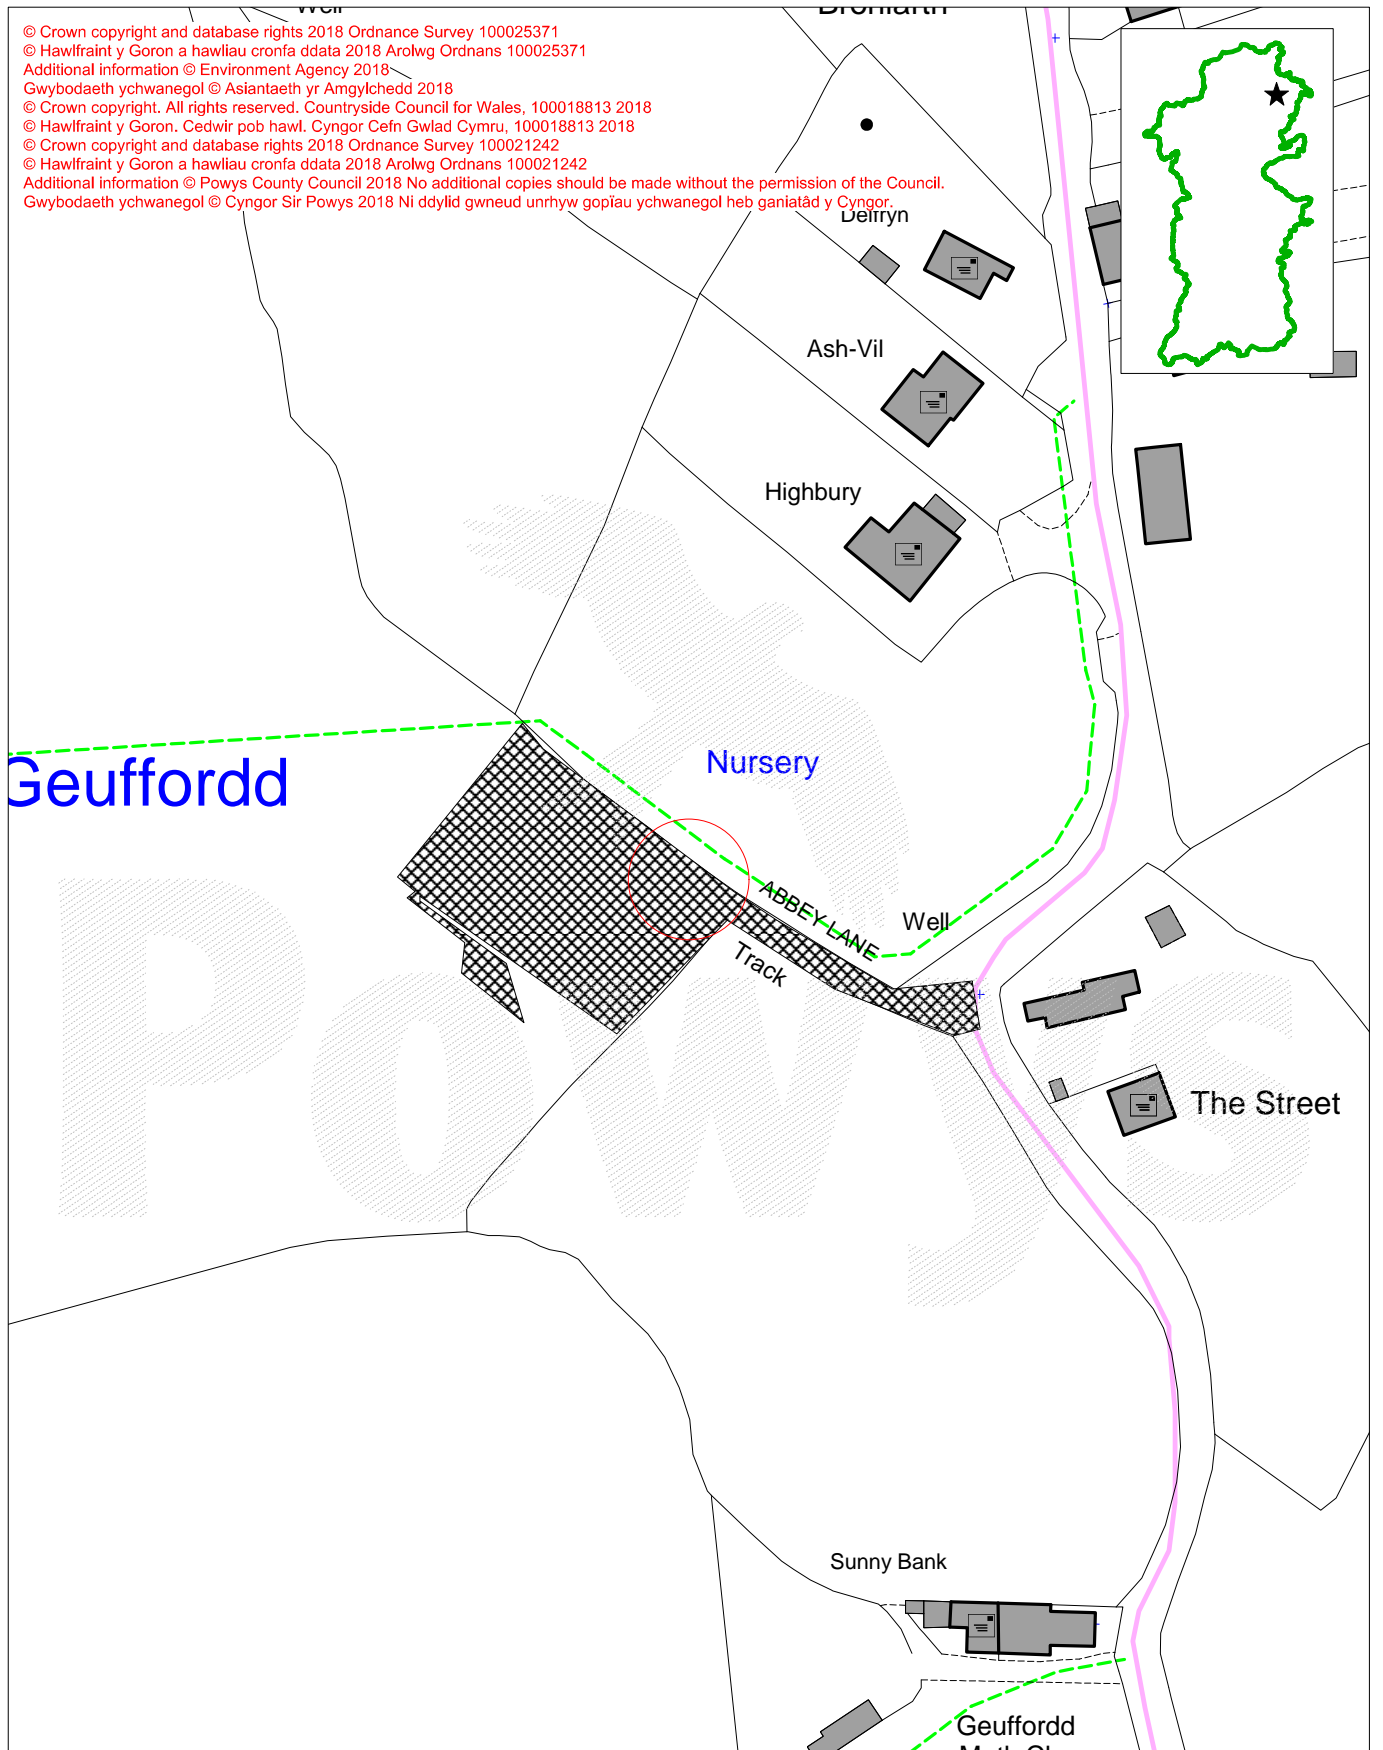 Well
Bronfarth
© Crown copyright and database rights 2018 Ordnance Survey 100025371
© Hawlfraint y Goron a hawliau cronfa ddata 2018 Arolwg Ordnans 100025371
Additional information © Environment Agency 2018
Gwybodaeth ychwanegol © Asiantaeth yr Amgylchedd 2018
© Crown copyright. All rights reserved. Countryside Council for Wales, 100018813 2018
© Hawlfraint y Goron. Cedwir pob hawl. Cyngor Cefn Gwlad Cymru, 100018813 2018
© Crown copyright and database rights 2018 Ordnance Survey 100021242
© Hawlfraint y Goron a hawliau cronfa ddata 2018 Arolwg Ordnans 100021242
Additional information © Powys County Council 2018 No additional copies should be made without the permission of the Council.
Gwybodaeth ychwanegol © Cyngor Sir Powys 2018 Ni ddylid gwneud unrhyw gopïau ychwanegol heb ganiatâd y Cyngor.
Delfryn
Ash-Vil
Highbury
Nursery
Geuffordd
ABBEY LANE
Well
Track
Powys
The Street
Sunny Bank
Geuffordd